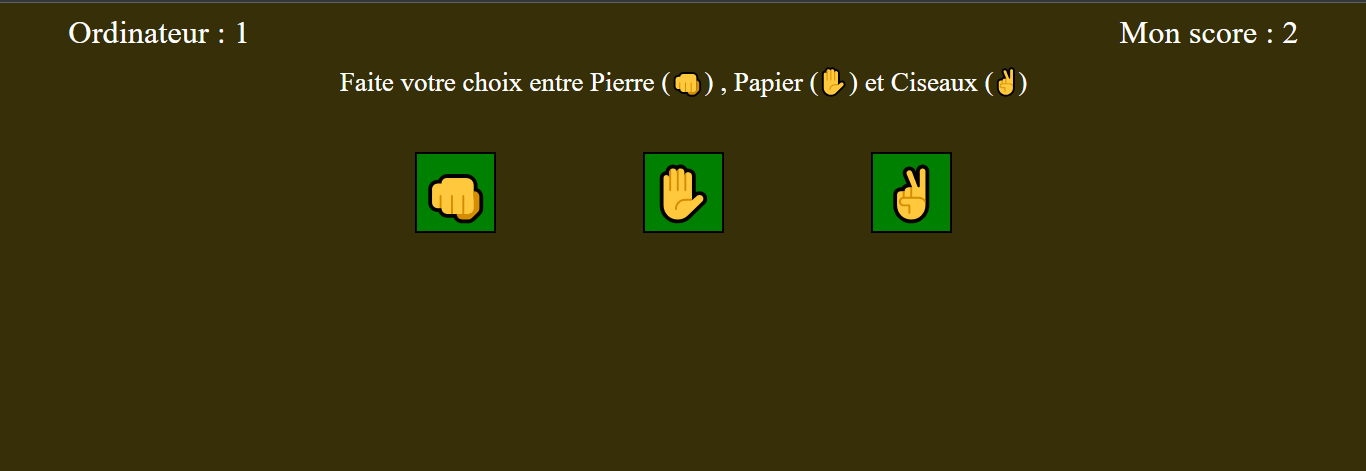 Ordinateur : 1
Mon score : 2
Faite votre choix entre Pierre (👊) , Papier (✋) et Ciseaux (✌)